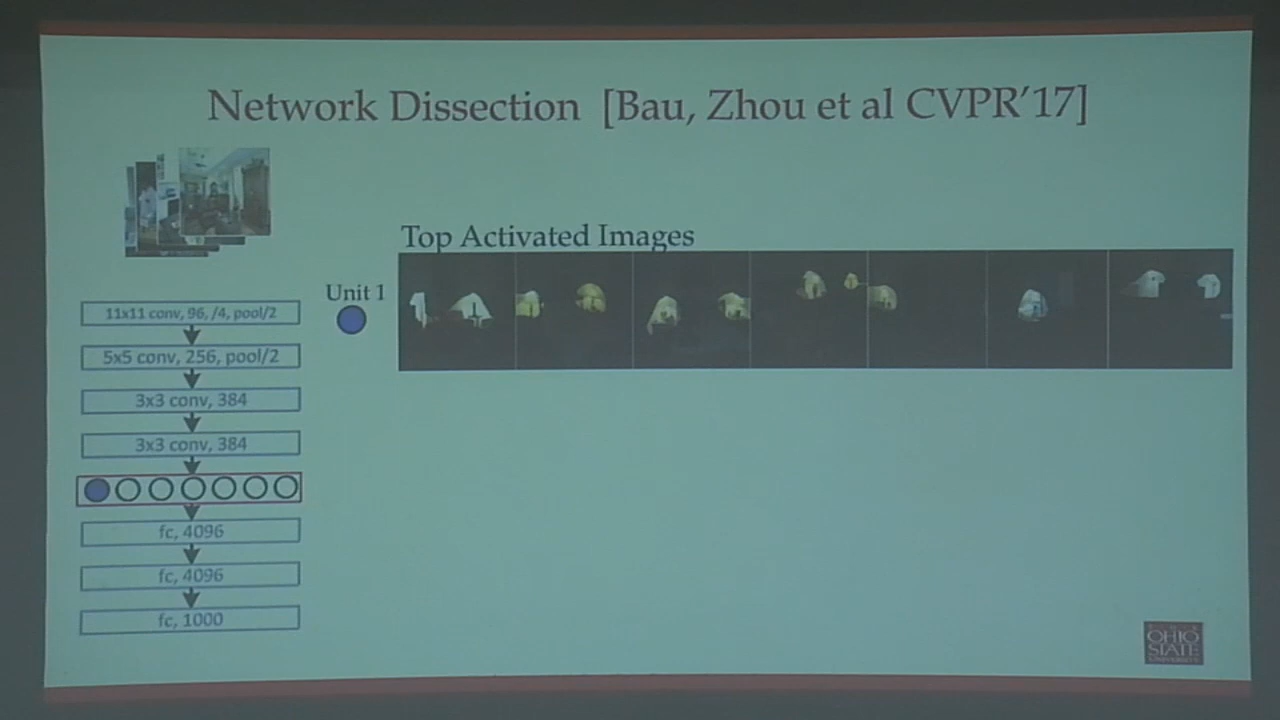 Network Dissection [Bau, Zhou et al CVPR'17]
Top Activated Images
Unit 1
11x11 conv, 96, /4, pool/2
5x5 conv, 256, pool/2
3x3 conv, 384
3x3 conv, 384
fc, 4096
fc, 4096
fc, 1000
OHIO
STATE
UNIVERSITY